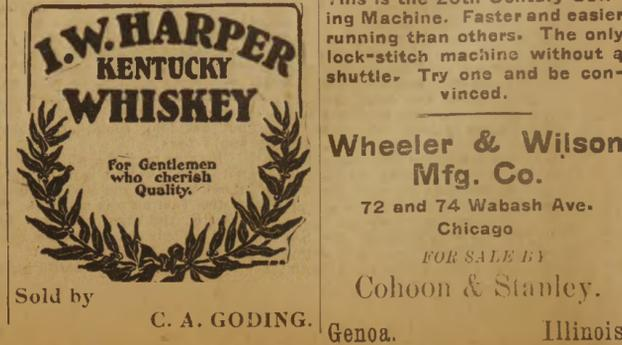 I.W. HARPER
KENTUCKY
WHISKEY
For Gentlemen
who cherish
Quality.
Sold by
C. A. GODING.
ing Machine. Faster and easier
running than others. The only
lock-stitch machine without a
shuttle. Try one and be con-
vinced.
Wheeler & Wilson
Mfg. Co.
72 and 74 Wabash Ave.
Chicago
FOR SALE BY
Cohoon & Stanley.
Genoa. Illinois